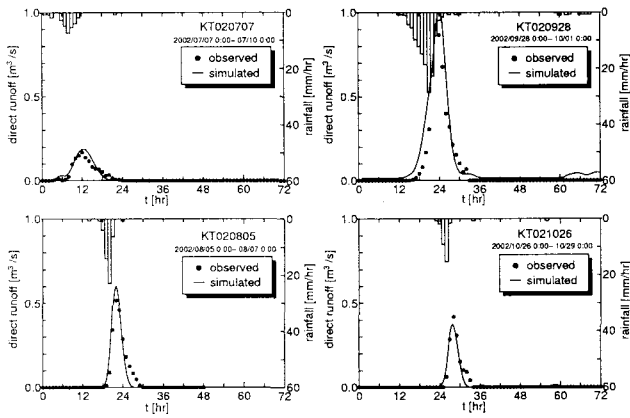 KT020707
2002/07/07 0:00- 07/10 0:00
observed
simulated
direct runoff [m³/s]
rainfall [mm/hr]
1.0
0.5
0.0
0
20
40
60
0 12 24 36 48 60 72
t [hr]
KT020928
2002/09/28 0:00- 10/01 0:00
observed
simulated
direct runoff [m³/s]
rainfall [mm/hr]
1.0
0.5
0.0
0
20
40
60
0 12 24 36 48 60 72
t [hr]
KT020805
2002/08/05 0:00- 08/07 0:00
observed
simulated
direct runoff [m³/s]
rainfall [mm/hr]
1.0
0.5
0.0
0
20
40
60
0 12 24 36 48 60 72
t [hr]
KT021026
2002/10/26 0:00- 10/29 0:00
observed
simulated
direct runoff [m³/s]
rainfall [mm/hr]
1.0
0.5
0.0
0
20
40
60
0 12 24 36 48 60 72
t [hr]